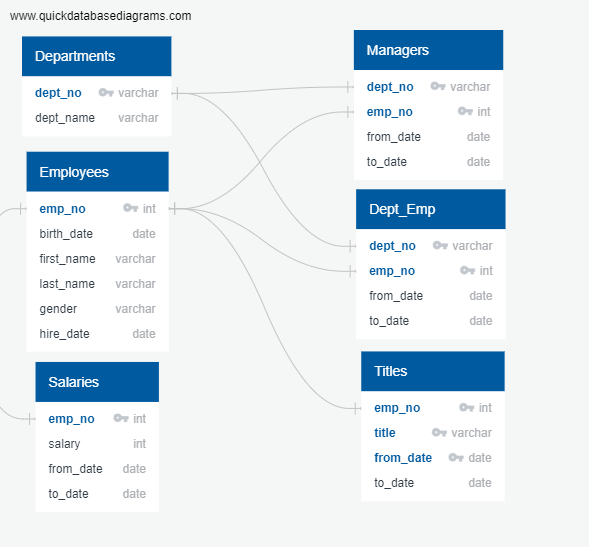 www.quickdatabasediagrams.com
Departments
dept_no varchar
dept_name varchar
Employees
emp_no int
birth_date date
first_name varchar
last_name varchar
gender varchar
hire_date date
Salaries
emp_no int
salary int
from_date date
to_date date
Managers
dept_no varchar
emp_no int
from_date date
to_date date
Dept_Emp
dept_no varchar
emp_no int
from_date date
to_date date
Titles
emp_no int
title varchar
from_date date
to_date date